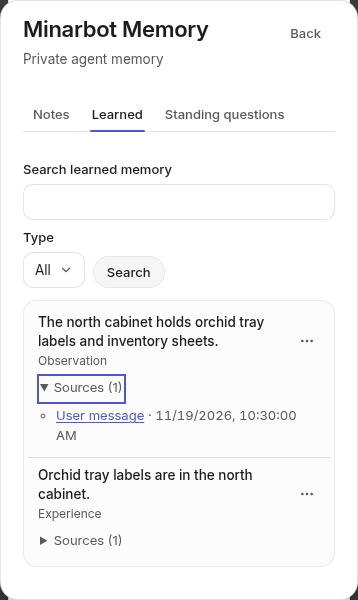 Minarbot Memory
Back
Private agent memory
Notes
Learned
Standing questions
Search learned memory
Type
All
Search
The north cabinet holds orchid tray
labels and inventory sheets.
Observation
Sources (1)
User message · 11/19/2026, 10:30:00
AM
Orchid tray labels are in the north
cabinet.
Experience
Sources (1)